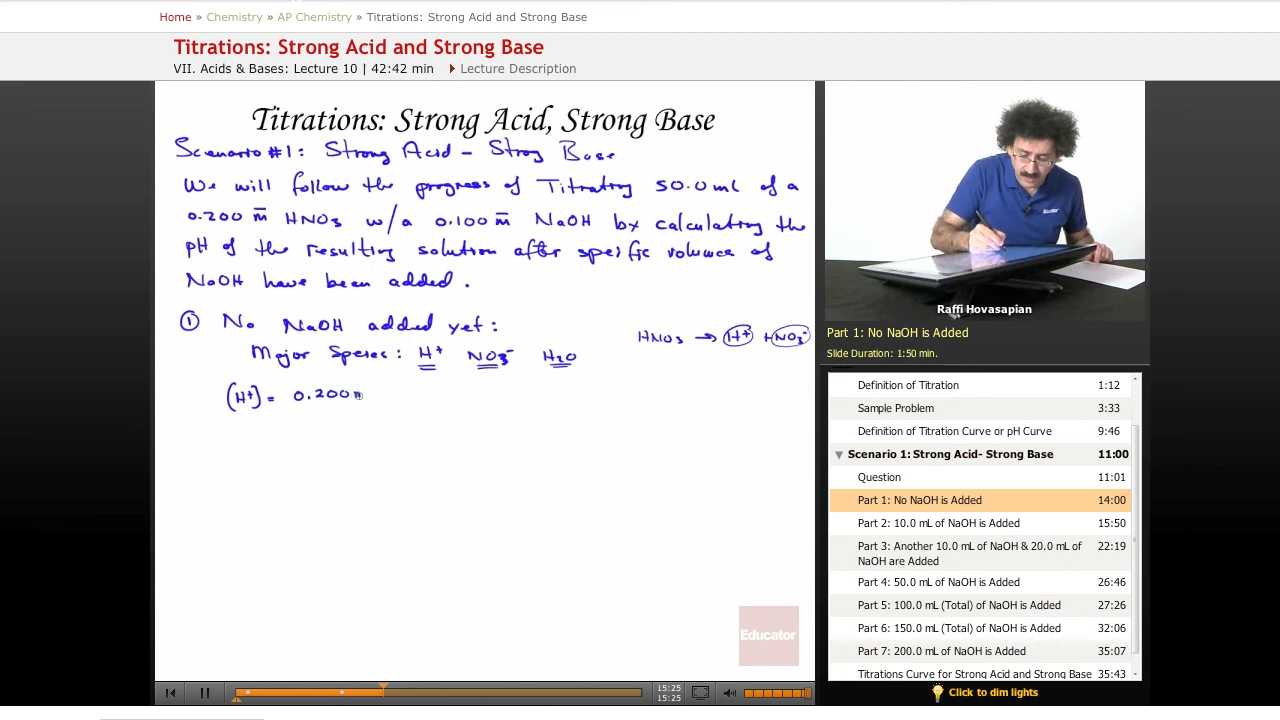 Home » Chemistry » AP Chemistry » Titrations: Strong Acid and Strong Base
Titrations: Strong Acid and Strong Base
VII. Acids & Bases: Lecture 10 | 42:42 min
Lecture Description
Titrations: Strong Acid, Strong Base
Scenario #1: Strong Acid - Strong Base
We will follow the progress of Titrating 50.0 ml of a
0.200 m HNO3 w/a 0.100 m NaOH by calculating the
pH of the resulting solution after specific volumes of
NaOH have been added.
① No NaOH added yet:
HNO3 → H+ + NO3-
Major Species: H+ NO3- H2O
(H+) = 0.200
Educator
Raffi Hovasapian
Part 1: No NaOH is Added
Slide Duration: 1:50 min.
Definition of Titration 1:12
Sample Problem 3:33
Definition of Titration Curve or pH Curve 9:46
Scenario 1: Strong Acid- Strong Base 11:00
Question 11:01
Part 1: No NaOH is Added 14:00
Part 2: 10.0 mL of NaOH is Added 15:50
Part 3: Another 10.0 mL of NaOH & 20.0 mL of 22:19
NaOH are Added
Part 4: 50.0 mL of NaOH is Added 26:46
Part 5: 100.0 mL (Total) of NaOH is Added 27:26
Part 6: 150.0 mL (Total) of NaOH is Added 32:06
Part 7: 200.0 mL of NaOH is Added 35:07
Titrations Curve for Strong Acid and Strong Base 35:43
15:25
15:25
Click to dim lights